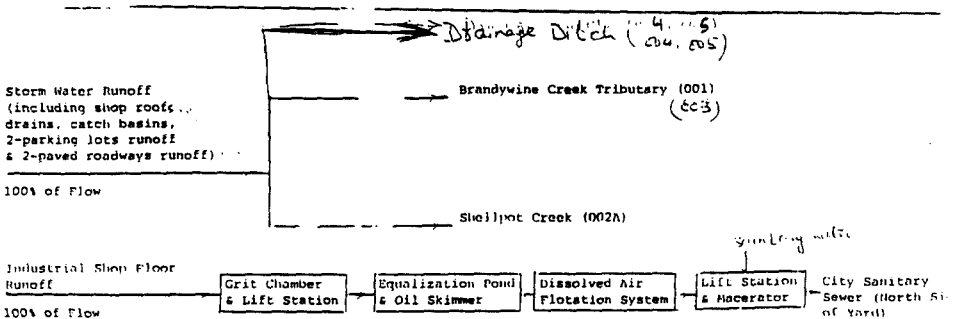 Drainage Ditch (004, 005)
Storm Water Runoff
(including shop roofs,
drains, catch basins,
2-parking lots runoff
& 2-paved roadways runoff)
100% of Flow
Brandywine Creek Tributary (001)
(003)
Shellpot Creek (002A)
Industrial Shop Floor
Runoff
100% of Flow
Grit Chamber
& Lift Station
Equalization Pond
& Oil Skimmer
Dissolved Air
Flotation System
Lift Station
& Macerator
City Sanitary
Sewer (North Si
of Yard)